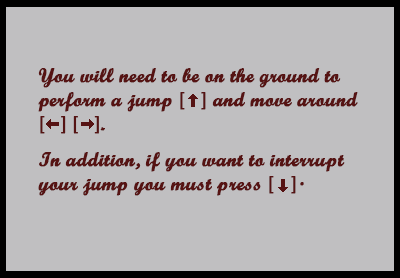 You will need to be on the ground to
perform a jump [↑] and move around
[←] [→].
In addition, if you want to interrupt
your jump you must press [↓].